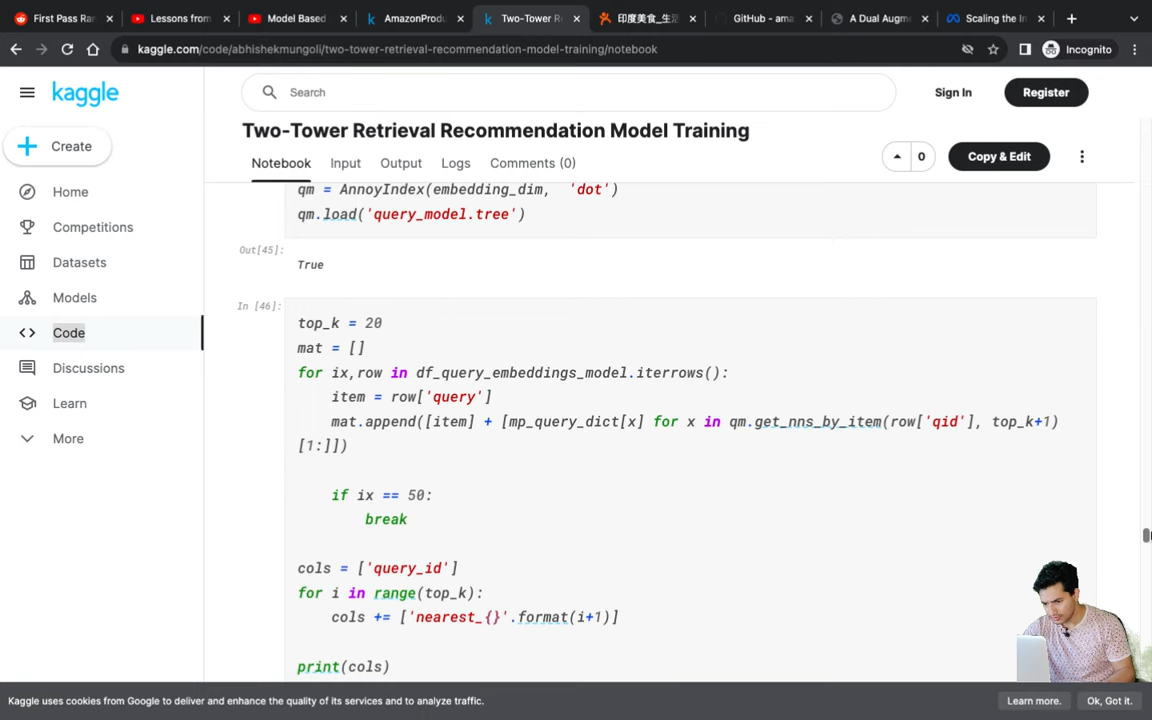 First Pass Ran
Lessons from
Model Based
AmazonProdu
Two-Tower Re
印度美食_生活
GitHub - ama
A Dual Augme
Scaling the In
kaggle.com/code/abhishekmungoli/two-tower-retrieval-recommendation-model-training/notebook
Incognito
kaggle
Search
Sign In
Register
Create
Home
Competitions
Datasets
Models
Code
Discussions
Learn
More
Two-Tower Retrieval Recommendation Model Training
0
Copy & Edit
Notebook
Input
Output
Logs
Comments (0)
qm = AnnoyIndex(embedding_dim, 'dot')
qm.load('query_model.tree')
Out[45]:
True
In [46]:
top_k = 20
mat = []
for ix,row in df_query_embeddings_model.iterrows():
item = row['query']
mat.append([item] + [mp_query_dict[x] for x in qm.get_nns_by_item(row['qid'], top_k+1)
[1:]])
if ix == 50:
break
cols = ['query_id']
for i in range(top_k):
cols += ['nearest_{}'.format(i+1)]
print(cols)
Kaggle uses cookies from Google to deliver and enhance the quality of its services and to analyze traffic.
Learn more.
Ok, Got it.